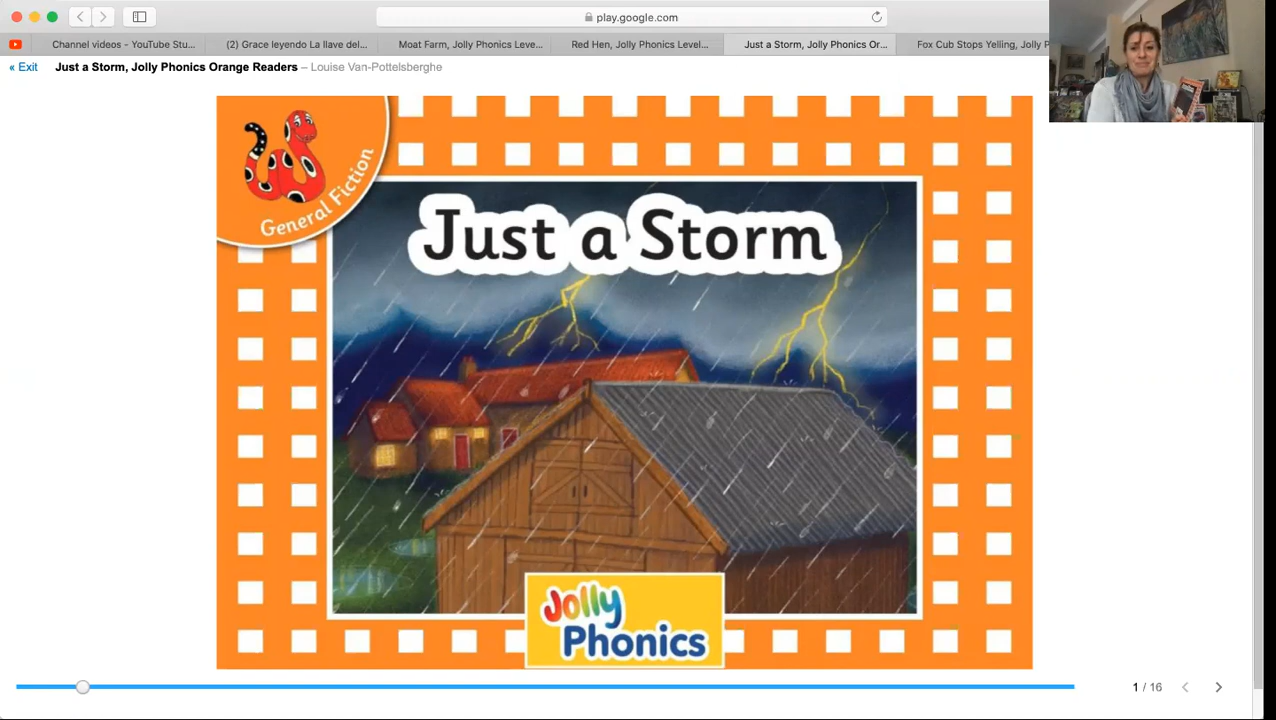 play.google.com
Channel videos - YouTube Stu...
(2) Grace leyendo La llave del...
Moat Farm, Jolly Phonics Leve...
Red Hen, Jolly Phonics Level...
Just a Storm, Jolly Phonics Or...
Fox Cub Stops Yelling, Jolly P
« Exit
Just a Storm, Jolly Phonics Orange Readers – Louise Van-Pottelsberghe
General Fiction
Just a Storm
Jolly
Phonics
1 / 16